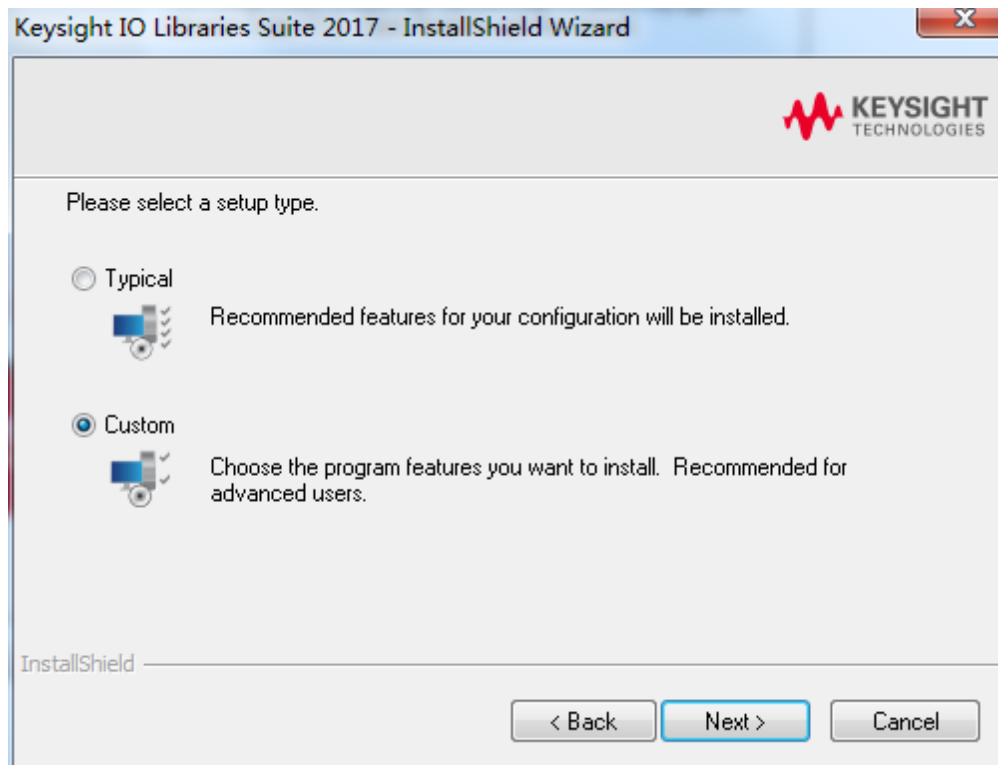 Keysight IO Libraries Suite 2017 - InstallShield Wizard
KEYSIGHT
TECHNOLOGIES
Please select a setup type.
Typical
Recommended features for your configuration will be installed.
Custom
Choose the program features you want to install. Recommended for
advanced users.
InstallShield
< Back Next > Cancel